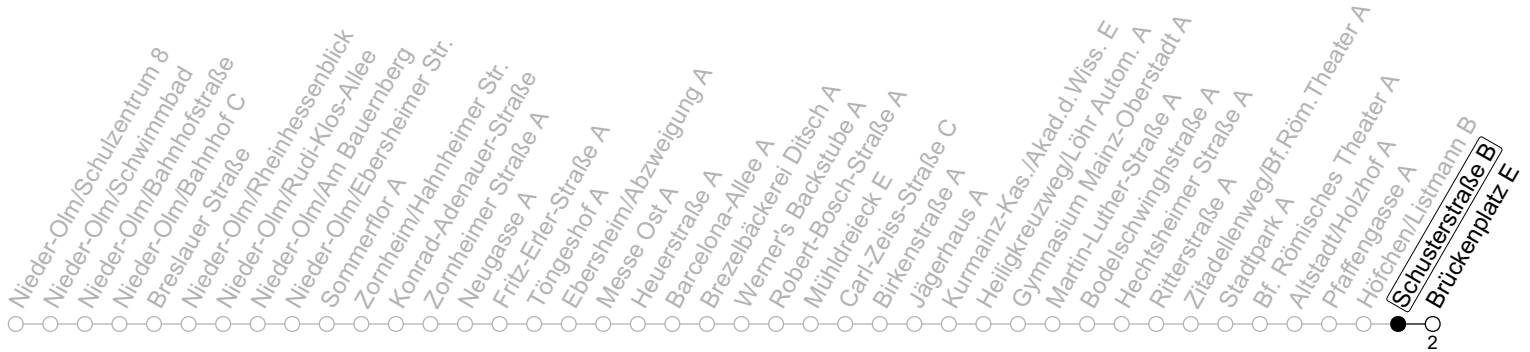 Nieder-Olm/Schulzentrum 8
Nieder-Olm/Schwimmbad
Nieder-Olm/Bahnhofstraße
Nieder-Olm/Bahnhof C
Breslauer Straße
Nieder-Olm/Rheinhessenblick
Nieder-Olm/Rudi-Klos-Allee
Nieder-Olm/Am Bauernberg
Nieder-Olm/Ebersheimer Str.
Sommerflor A
Zornheim/Hahnheimer Str.
Konrad-Adenauer-Straße
Zornheimer Straße A
Neugasse A
Fritz-Erler-Straße A
Töngeshof A
Ebersheim/Abzweigung A
Messe Ost A
Heuerstraße A
Barcelona-Allee A
Brezelbäckerei Ditsch A
Werner's Backstube A
Robert-Bosch-Straße A
Mühldreieck E
Carl-Zeiss-Straße C
Birkenstraße A
Jägerhaus A
Kurmainz-Kas./Akad.d.Wiss. E
Heiligkreuzweg/Löhr Autom. A
Gymnasium Mainz-Oberstadt A
Martin-Luther-Straße A
Bodelschwinghstraße A
Hechtsheimer Straße A
Ritterstraße A
Zitadellenweg/Bf.Röm.Theater A
Stadtpark A
Bf. Römisches Theater A
Altstadt/Holzhof A
Pfaffengasse A
Höfchen/Listmann B
Schusterstraße B
Brückenplatz E
2